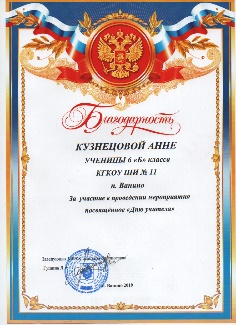 Благодарность
КУЗНЕЦОВОЙ АННЕ
УЧЕНИЦЫ 6 «Б» класса
КГКОУ ШИ № 11
п. Ванино
За участие в проведении мероприятия
посвящённое «Дню учителя»
п. Ванино 2019